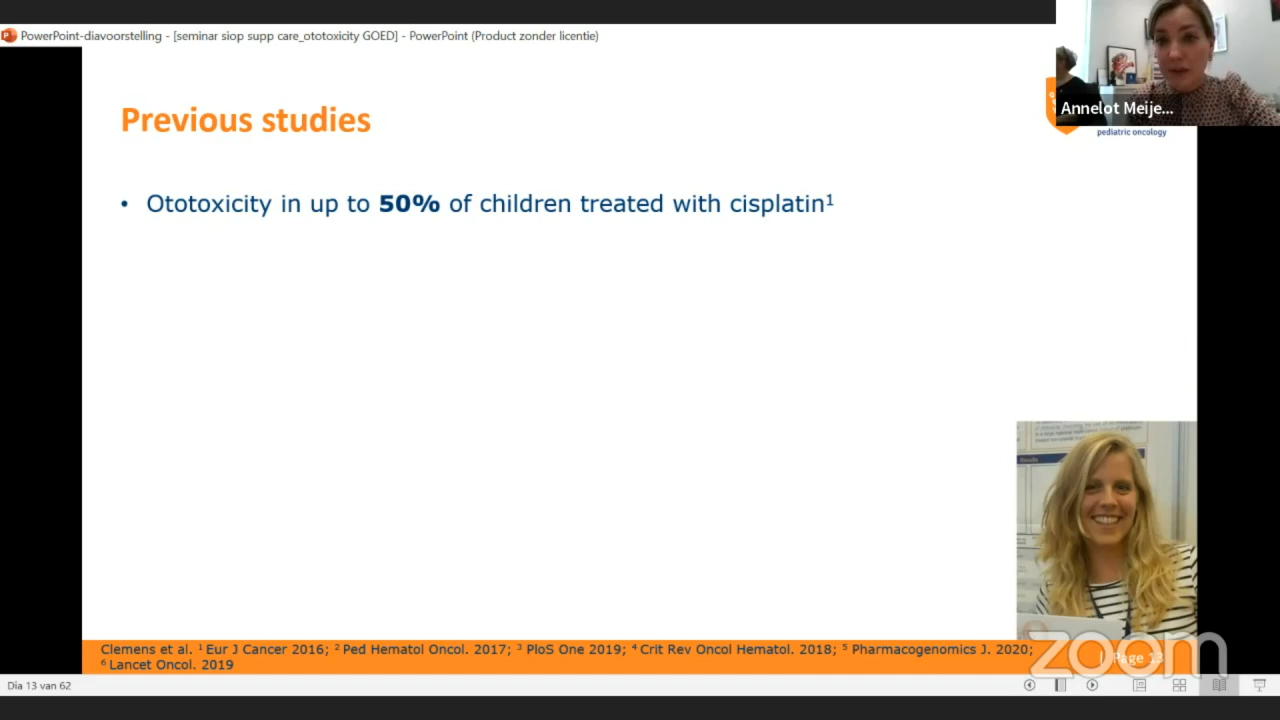 PowerPoint-diavoorstelling - [seminar siop supp care_ototoxicity GOED] - PowerPoint (Product zonder licentie)
Annelot Meije...
pediatric oncology
Previous studies
• Ototoxicity in up to 50% of children treated with cisplatin¹
Results
Clemens et al. ¹ Eur J Cancer 2016; ² Ped Hematol Oncol. 2017; ³ PloS One 2019; ⁴ Crit Rev Oncol Hematol. 2018; ⁵ Pharmacogenomics J. 2020;
⁶ Lancet Oncol. 2019
| Page 13
zoom
Dia 13 van 62